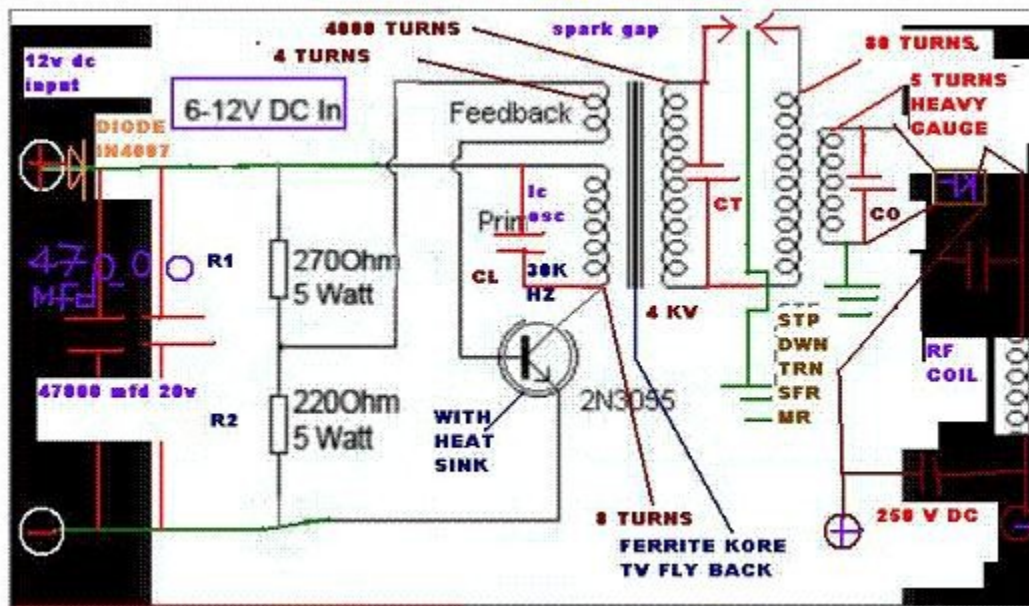 4000 TURNS
spark gap
4 TURNS
80 TURNS
12v dc
input
6-12V DC In
5 TURNS
HEAVY
GAUGE
Feedback
DIODE
IN4007
Ic
osc
Prim
CT
CO
R1
270Ohm
5 Watt
CL
30K
HZ
MFd
4 KV
STP
DWN
TRN
SFR
MR
RF
COIL
47000 mfd 20v
R2
220Ohm
5 Watt
2N3055
WITH
HEAT
SINK
8 TURNS
250 V DC
FERRITE KORE
TV FLY BACK